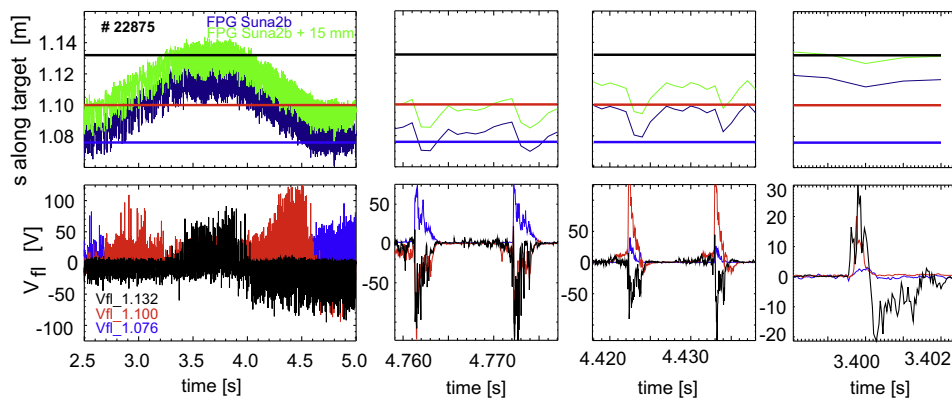 # 22875
FPG Suna2b
FPG Suna2b + 15 mm
s along target [m]
1.14
1.12
1.10
1.08
100
50
0
-50
-100
V_fl [V]
Vfl_1.132
Vfl_1.100
Vfl_1.076
2.5 3.0 3.5 4.0 4.5 5.0
time [s]
50
0
-50
4.760 4.770
time [s]
50
0
-50
4.420 4.430
time [s]
30
20
10
0
-10
-20
3.400 3.402
time [s]